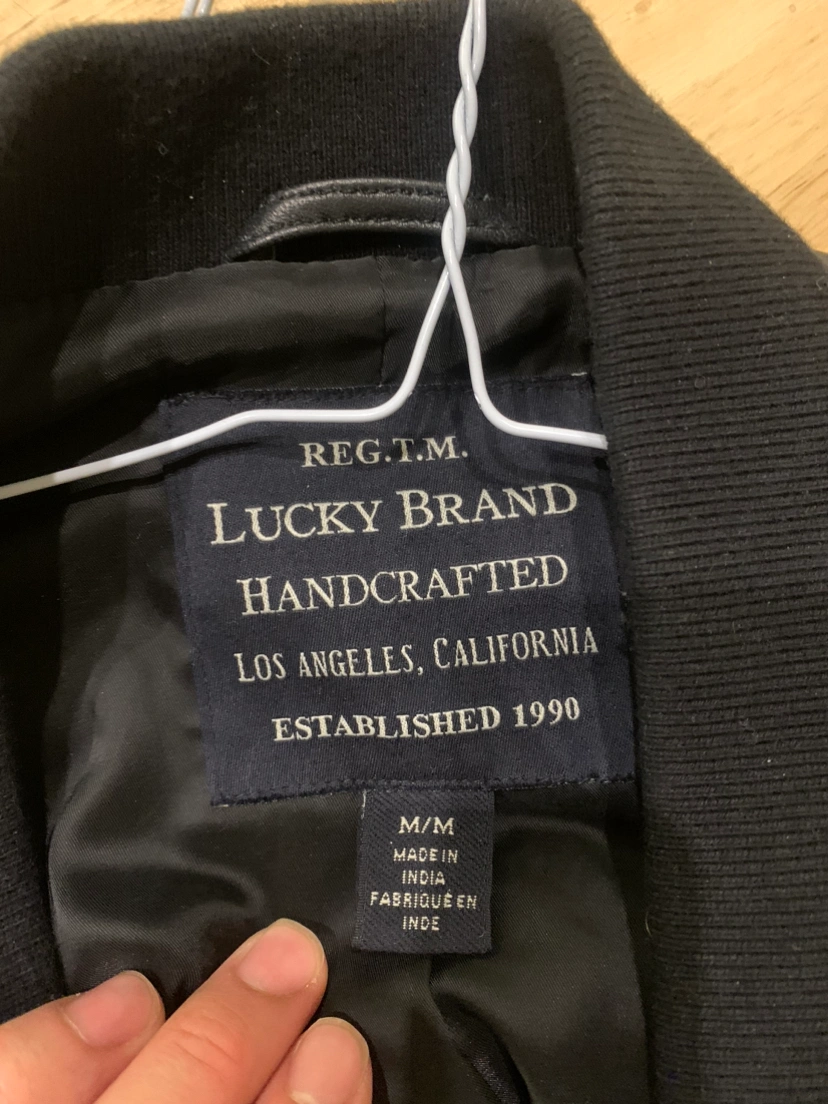 REG.T.M.
LUCKY BRAND
HANDCRAFTED
LOS ANGELES, CALIFORNIA
ESTABLISHED 1990
M/M
MADE IN
INDIA
FABRIQUÉ EN
INDE